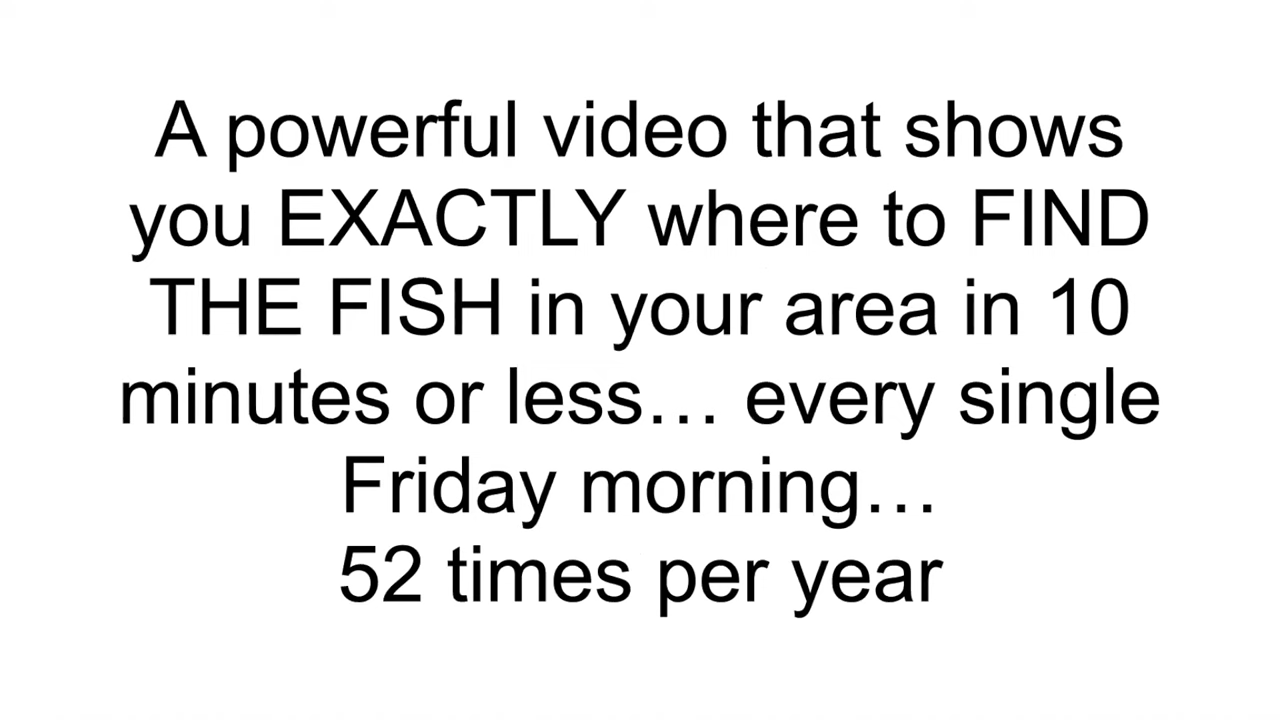 A powerful video that shows
you EXACTLY where to FIND
THE FISH in your area in 10
minutes or less… every single
Friday morning…
52 times per year